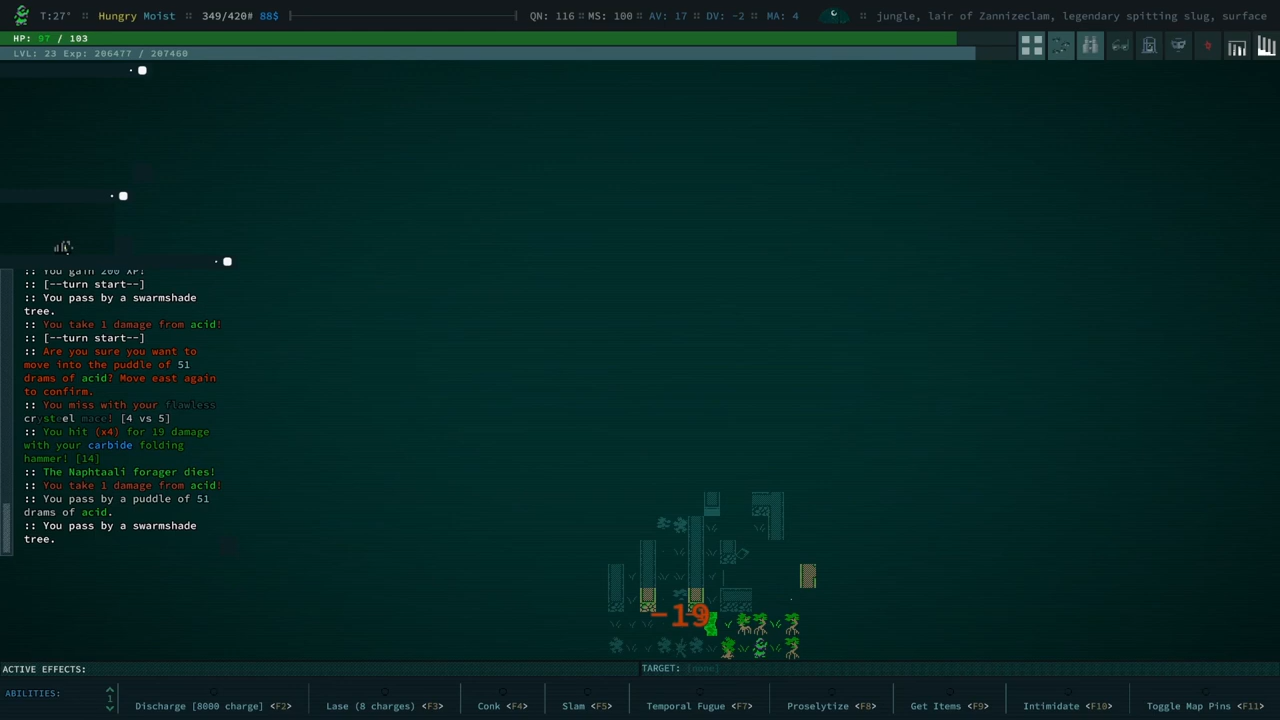 T:27° :: Hungry Moist :: 349/420# 88$ QN: 116 :: MS: 100 :: AV: 17 :: DV: -2 :: MA: 4 :: jungle, lair of Zannizeclam, legendary spitting slug, surface
HP: 97 / 103
LVL: 23 Exp: 206477 / 207460
:: You gain 200 XP!
:: [--turn start--]
:: You pass by a swarmshade
tree.
:: You take 1 damage from acid!
:: [--turn start--]
:: Are you sure you want to
move into the puddle of 51
drams of acid? Move east again
to confirm.
:: You miss with your flawless
crysteel mace! [4 vs 5]
:: You hit (x4) for 19 damage
with your carbide folding
hammer! [14]
:: The Naphtaali forager dies!
:: You take 1 damage from acid!
:: You pass by a puddle of 51
drams of acid.
:: You pass by a swarmshade
tree.
-19
ACTIVE EFFECTS: TARGET: [none]
ABILITIES: 1 Discharge [8000 charge] <F2> Lase (8 charges) <F3> Conk <F4> Slam <F5> Temporal Fugue <F7> Proselytize <F8> Get Items <F9> Intimidate <F10> Toggle Map Pins <F11>